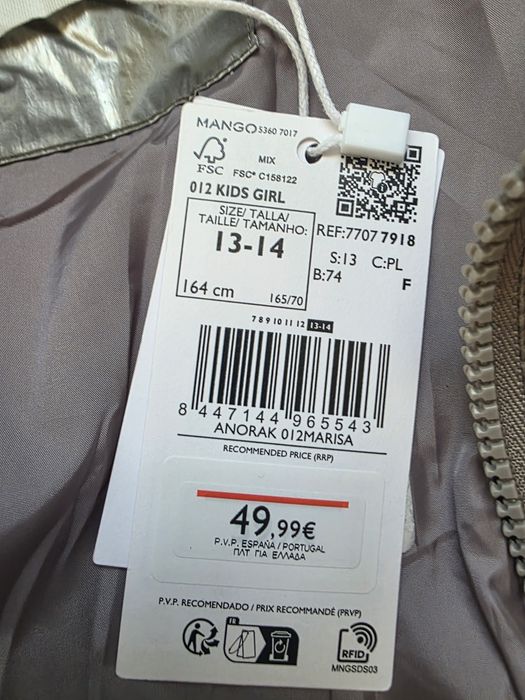 MANGO 5360 7017
FSC
MIX
FSC® C158122
012 KIDS GIRL
SIZE/ TALLA/
TAILLE/ TAMANHO:
13-14
164 cm
165/70
REF:7707 7918
S:13 C:PL
B:74
F
7 8 9 10 11 12 13-14
8 447144 965543
ANORAK 012MARISA
RECOMMENDED PRICE (RRP)
49,99€
P.V.P. ESPAÑA / PORTUGAL
ΠΛΤ ΓΙΑ ΕΛΛΑΔΑ
P.V.P. RECOMENDADO / PRIX RECOMMANDÉ (PRVP)
FR
RFID
MNGSDS03